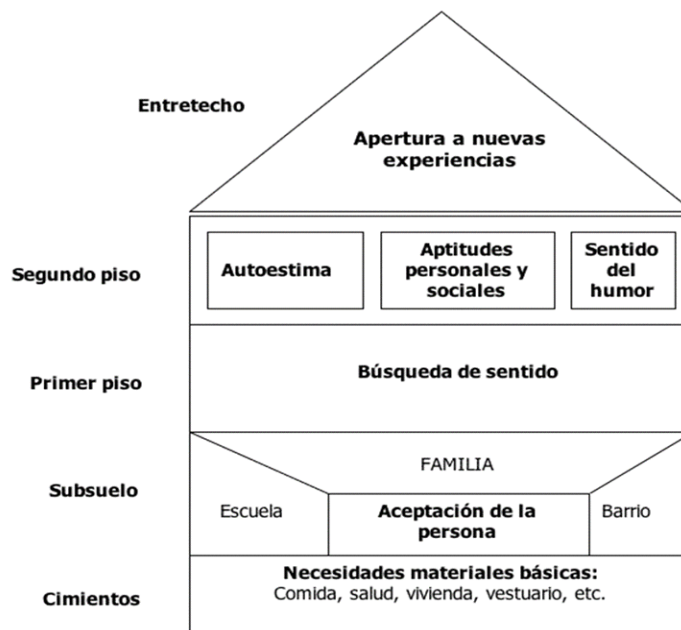 Entretecho
Apertura a nuevas
experiencias
Segundo piso
Autoestima
Aptitudes
personales y
sociales
Sentido
del
humor
Primer piso
Búsqueda de sentido
Subsuelo
FAMILIA
Escuela
Aceptación de la
persona
Barrio
Cimientos
Necesidades materiales básicas:
Comida, salud, vivienda, vestuario, etc.